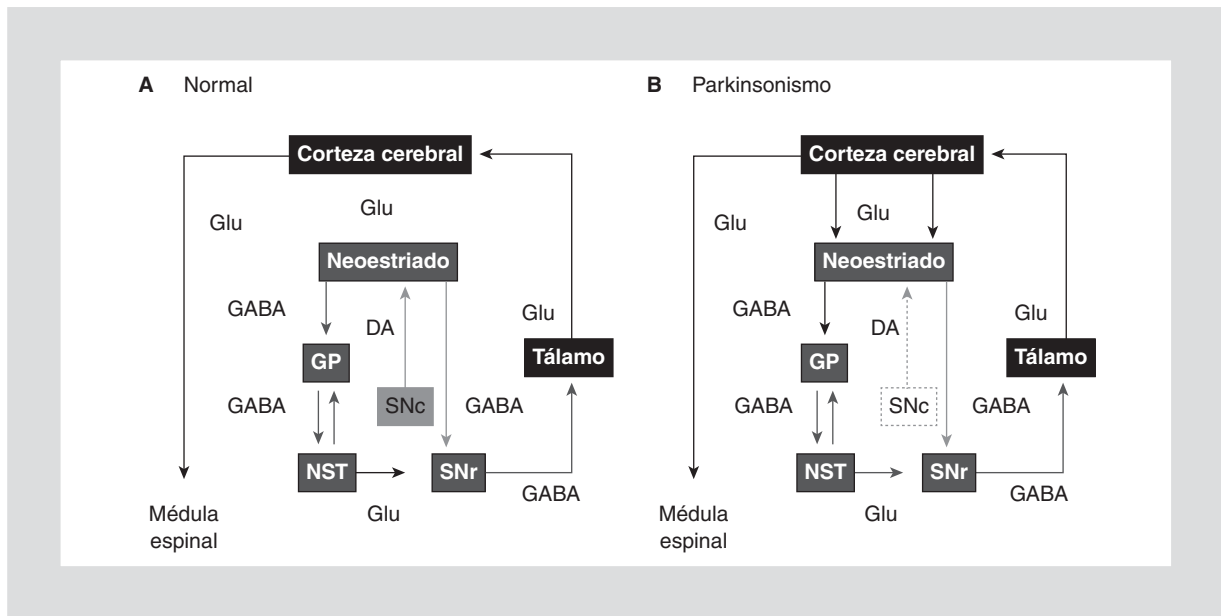 A Normal
Corteza cerebral
Glu
Glu
Neoestriado
GABA
DA
Glu
GP
Tálamo
GABA
SNc
GABA
NST
SNr
Glu
GABA
Médula
espinal
B Parkinsonismo
Corteza cerebral
Glu
Glu
Neoestriado
GABA
DA
Glu
GP
Tálamo
GABA
SNc
GABA
NST
SNr
Glu
GABA
Médula
espinal